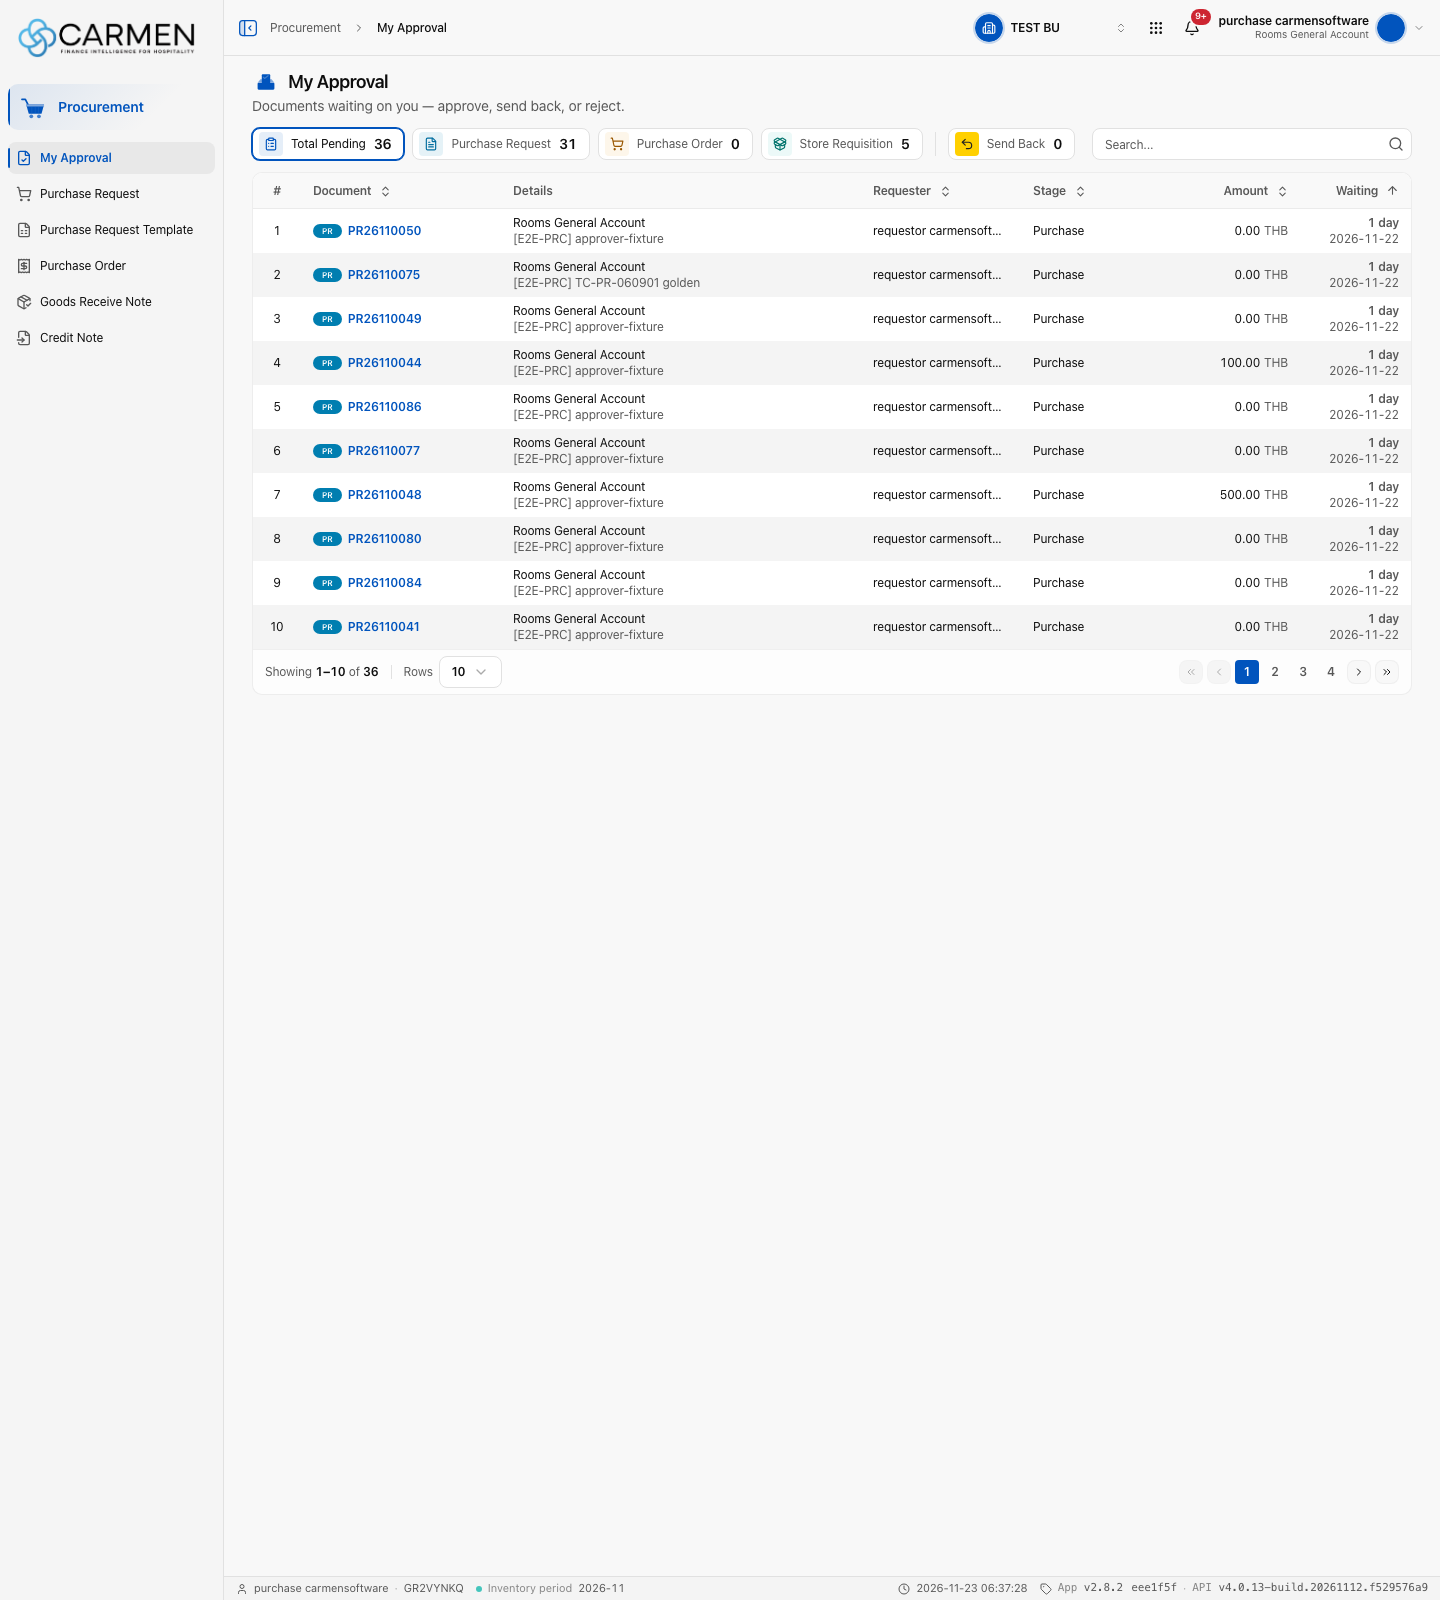 CARMEN
FINANCE INTELLIGENCE FOR HOSPITALITY
Procurement
My Approval
Purchase Request
Purchase Request Template
Purchase Order
Goods Receive Note
Credit Note
Procurement > My Approval
TEST BU
9+
purchase carmensoftware
Rooms General Account
My Approval
Documents waiting on you — approve, send back, or reject.
Total Pending 36
Purchase Request 31
Purchase Order 0
Store Requisition 5
Send Back 0
Search...
# Document Details Requester Stage Amount Waiting
1 PR PR26110050 Rooms General Account requestor carmensoft... Purchase 0.00 THB 1 day
[E2E-PRC] approver-fixture 2026-11-22
2 PR PR26110075 Rooms General Account requestor carmensoft... Purchase 0.00 THB 1 day
[E2E-PRC] TC-PR-060901 golden 2026-11-22
3 PR PR26110049 Rooms General Account requestor carmensoft... Purchase 0.00 THB 1 day
[E2E-PRC] approver-fixture 2026-11-22
4 PR PR26110044 Rooms General Account requestor carmensoft... Purchase 100.00 THB 1 day
[E2E-PRC] approver-fixture 2026-11-22
5 PR PR26110086 Rooms General Account requestor carmensoft... Purchase 0.00 THB 1 day
[E2E-PRC] approver-fixture 2026-11-22
6 PR PR26110077 Rooms General Account requestor carmensoft... Purchase 0.00 THB 1 day
[E2E-PRC] approver-fixture 2026-11-22
7 PR PR26110048 Rooms General Account requestor carmensoft... Purchase 500.00 THB 1 day
[E2E-PRC] approver-fixture 2026-11-22
8 PR PR26110080 Rooms General Account requestor carmensoft... Purchase 0.00 THB 1 day
[E2E-PRC] approver-fixture 2026-11-22
9 PR PR26110084 Rooms General Account requestor carmensoft... Purchase 0.00 THB 1 day
[E2E-PRC] approver-fixture 2026-11-22
10 PR PR26110041 Rooms General Account requestor carmensoft... Purchase 0.00 THB 1 day
[E2E-PRC] approver-fixture 2026-11-22
Showing 1–10 of 36 Rows 10
« ‹ 1 2 3 4 › »
purchase carmensoftware · GR2VYNKQ Inventory period 2026-11
2026-11-23 06:37:28 App v2.8.2 eee1f5f · API v4.0.13-build.20261112.f529576a9